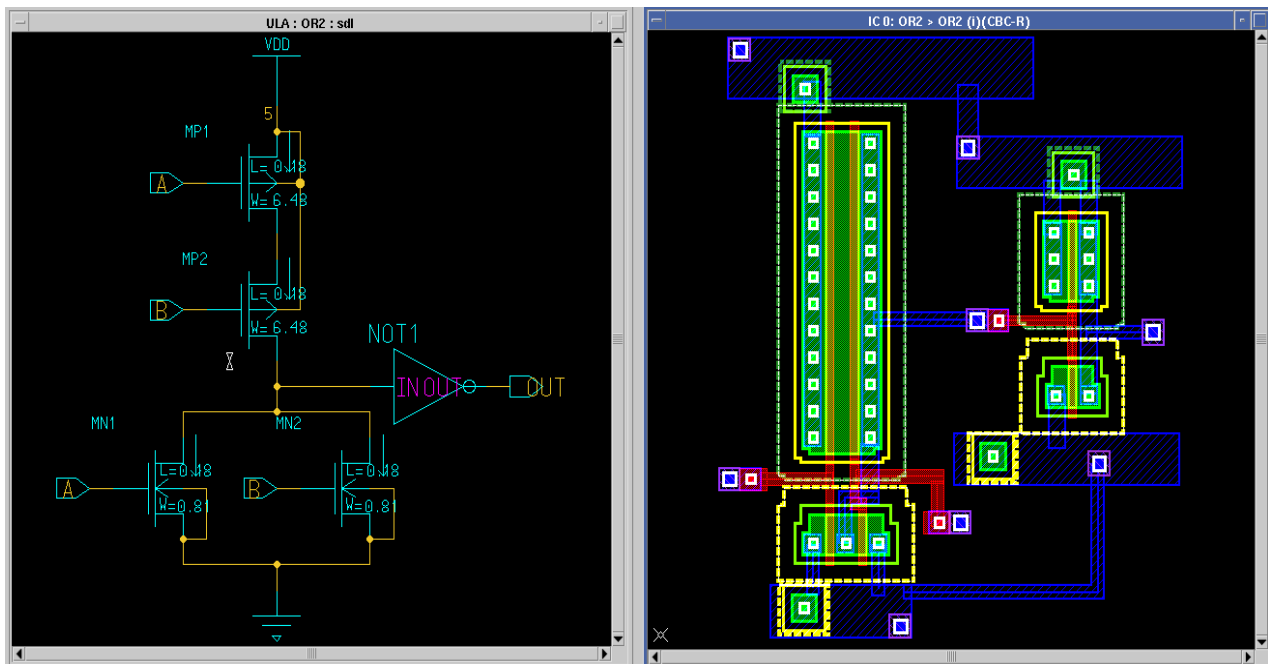 ULA : OR2 : sdl
VDD
5
MP1
L=0.18
A
W=6.48
MP2
L=0.18
B
W=6.48
NOT1
IN OUT
OUT
MN1
MN2
L=0.18
L=0.18
A
B
W=0.81
W=0.81
IC 0: OR2 > OR2 (i)(CBC-R)